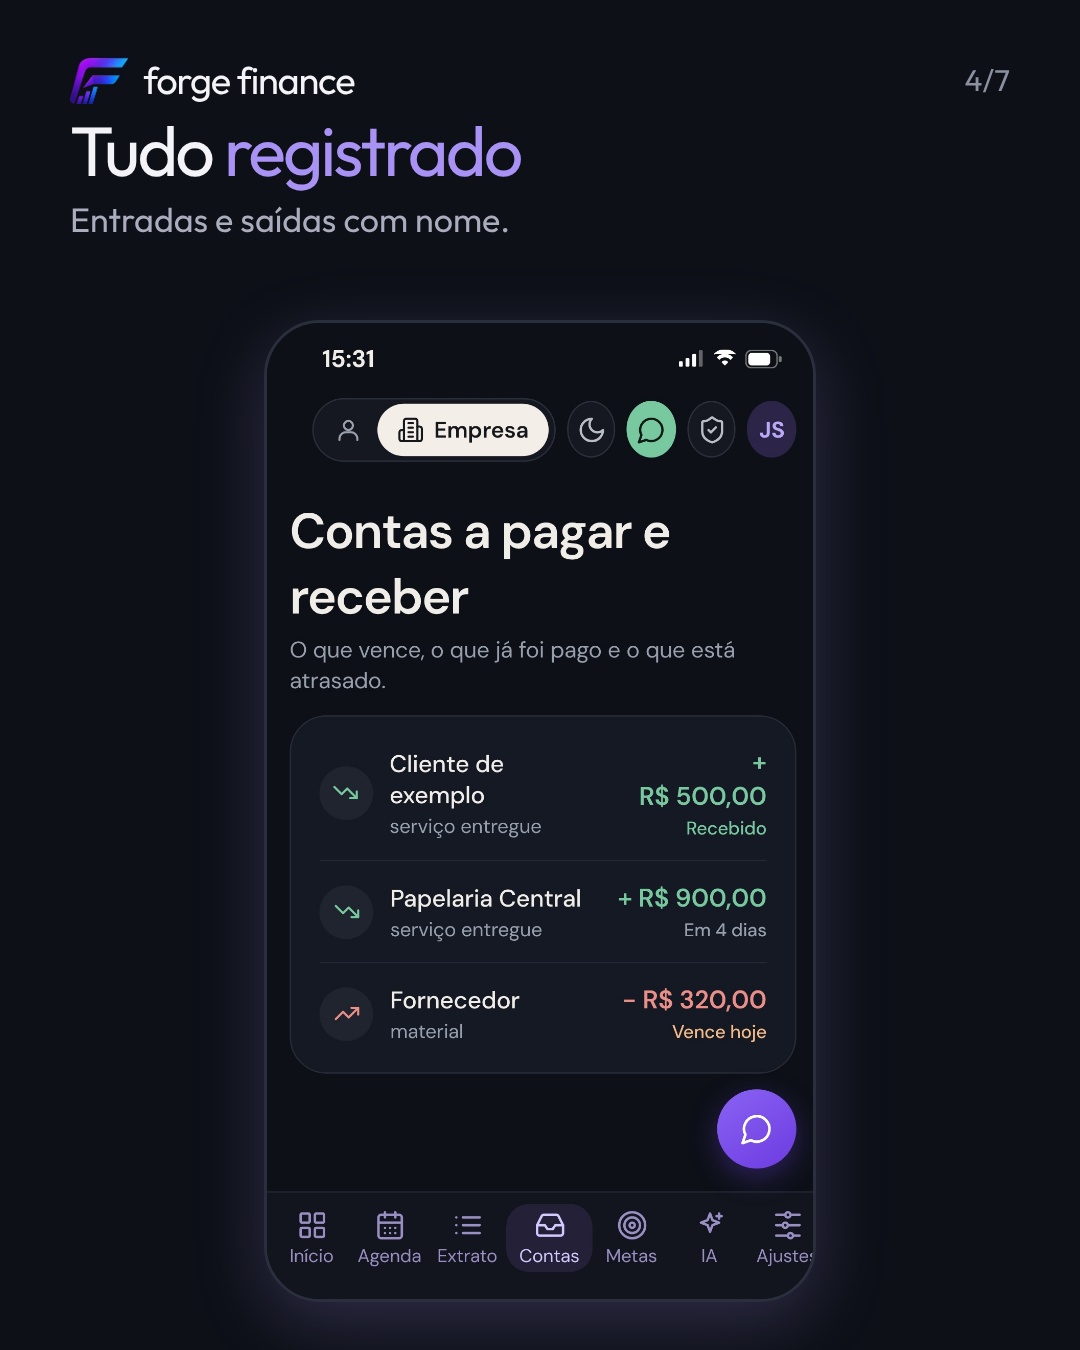 forge finance
4/7
Tudo registrado
Entradas e saídas com nome.
15:31
Empresa
JS
Contas a pagar e
receber
O que vence, o que já foi pago e o que está
atrasado.
Cliente de
exemplo
serviço entregue
+
R$ 500,00
Recebido
Papelaria Central
serviço entregue
+ R$ 900,00
Em 4 dias
Fornecedor
material
− R$ 320,00
Vence hoje
Início
Agenda
Extrato
Contas
Metas
IA
Ajustes